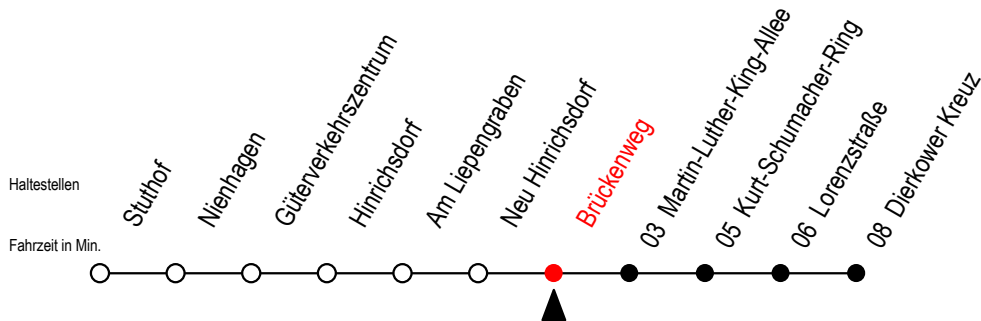 Haltestellen
Fahrzeit in Min.
Stuthof
Nienhagen
Güterverkehrszentrum
Hinrichsdorf
Am Liepengraben
Neu Hinrichsdorf
Brückenweg
03 Martin-Luther-King-Allee
05 Kurt-Schumacher-Ring
06 Lorenzstraße
08 Dierkower Kreuz